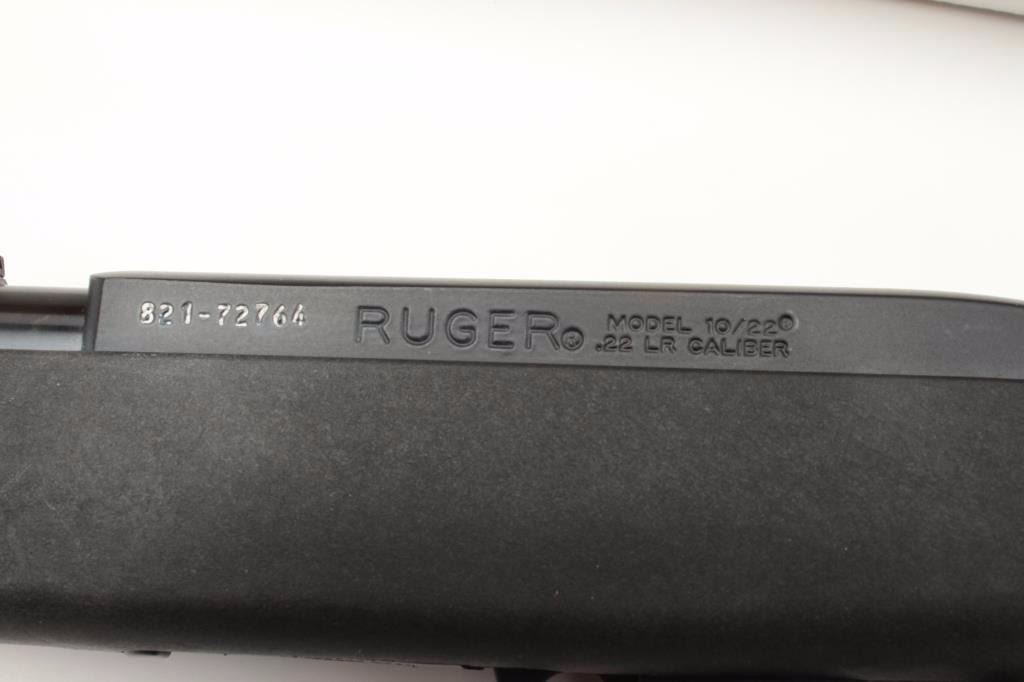 821-72764 RUGER® MODEL 10/22®
.22 LR CALIBER